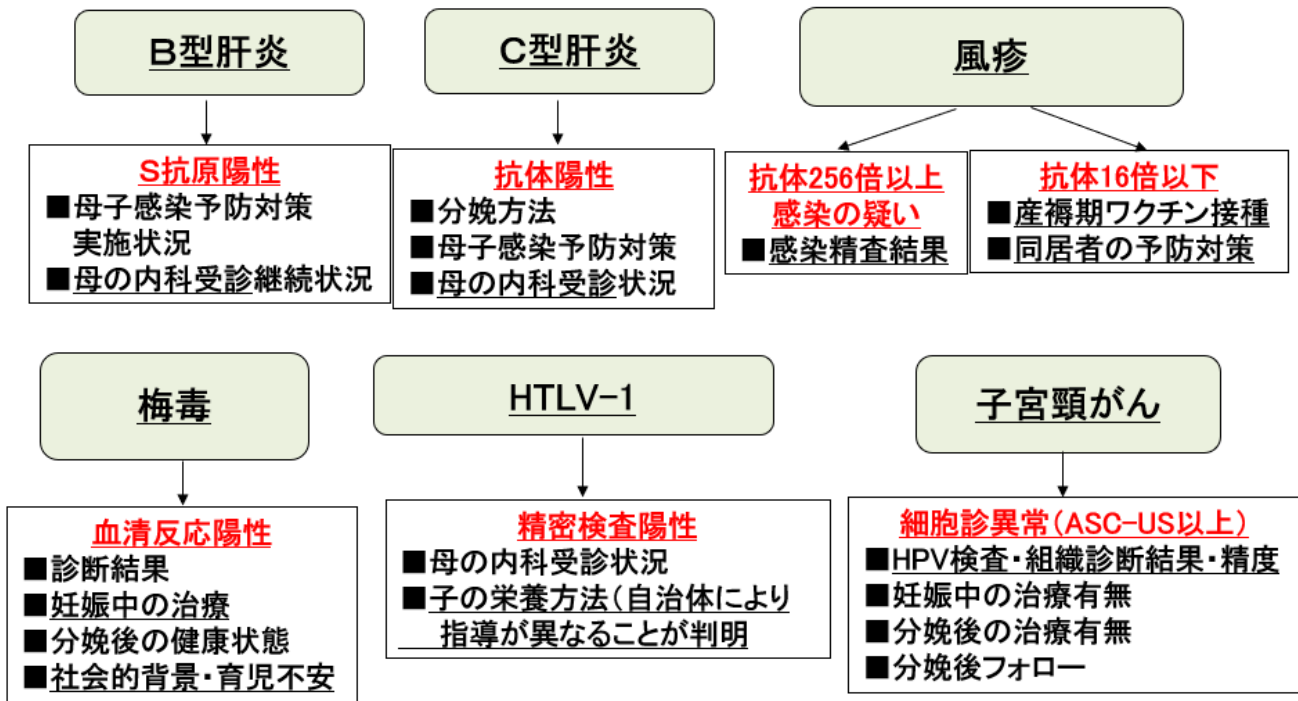 B型肝炎
S抗原陽性
■母子感染予防対策
実施状況
■母の内科受診継続状況
C型肝炎
抗体陽性
■分娩方法
■母子感染予防対策
■母の内科受診状況
風疹
抗体256倍以上
感染の疑い
■感染精査結果
抗体16倍以下
■産褥期ワクチン接種
■同居者の予防対策
梅毒
血清反応陽性
■診断結果
■妊娠中の治療
■分娩後の健康状態
■社会的背景・育児不安
HTLV-1
精密検査陽性
■母の内科受診状況
■子の栄養方法(自治体により
指導が異なることが判明
子宮頸がん
細胞診異常(ASC-US以上)
■HPV検査・組織診断結果・精度
■妊娠中の治療有無
■分娩後の治療有無
■分娩後フォロー